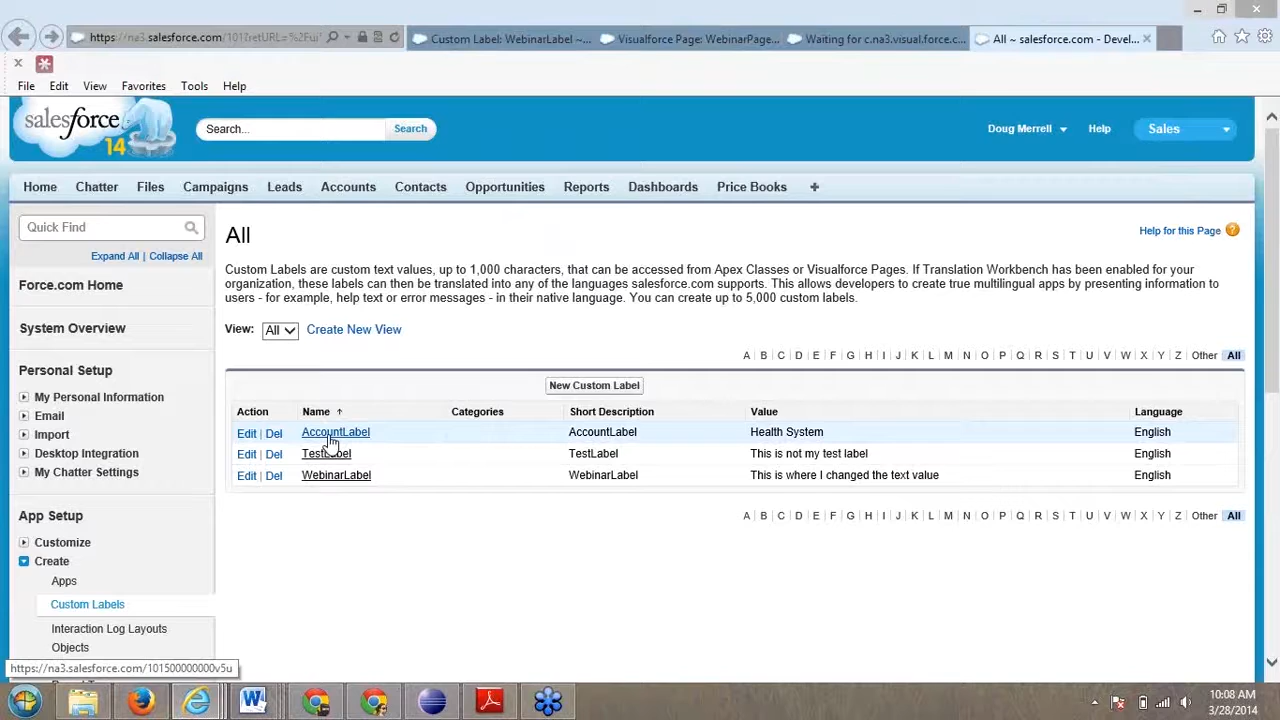 https://na3.salesforce.com/101?retURL=%2Fui/
Custom Label: WebinarLabel ~...
Visualforce Page: WebinarPage...
Waiting for c.na3.visual.force.c...
All ~ salesforce.com - Devel...
File Edit View Favorites Tools Help
salesforce
14
Search...
Search
Doug Merrell
Help
Sales
Home Chatter Files Campaigns Leads Accounts Contacts Opportunities Reports Dashboards Price Books +
Quick Find
Expand All | Collapse All
Force.com Home
System Overview
Personal Setup
My Personal Information
Email
Import
Desktop Integration
My Chatter Settings
App Setup
Customize
Create
Apps
Custom Labels
Interaction Log Layouts
Objects
All
Help for this Page ?
Custom Labels are custom text values, up to 1,000 characters, that can be accessed from Apex Classes or Visualforce Pages. If Translation Workbench has been enabled for your
organization, these labels can then be translated into any of the languages salesforce.com supports. This allows developers to create true multilingual apps by presenting information to
users - for example, help text or error messages - in their native language. You can create up to 5,000 custom labels.
View: All Create New View
A | B | C | D | E | F | G | H | I | J | K | L | M | N | O | P | Q | R | S | T | U | V | W | X | Y | Z | Other All
New Custom Label
Action Name ↑ Categories Short Description Value Language
Edit | Del AccountLabel AccountLabel Health System English
Edit | Del TestLabel TestLabel This is not my test label English
Edit | Del WebinarLabel WebinarLabel This is where I changed the text value English
A | B | C | D | E | F | G | H | I | J | K | L | M | N | O | P | Q | R | S | T | U | V | W | X | Y | Z | Other All
https://na3.salesforce.com/101500000000v5u
10:08 AM
3/28/2014